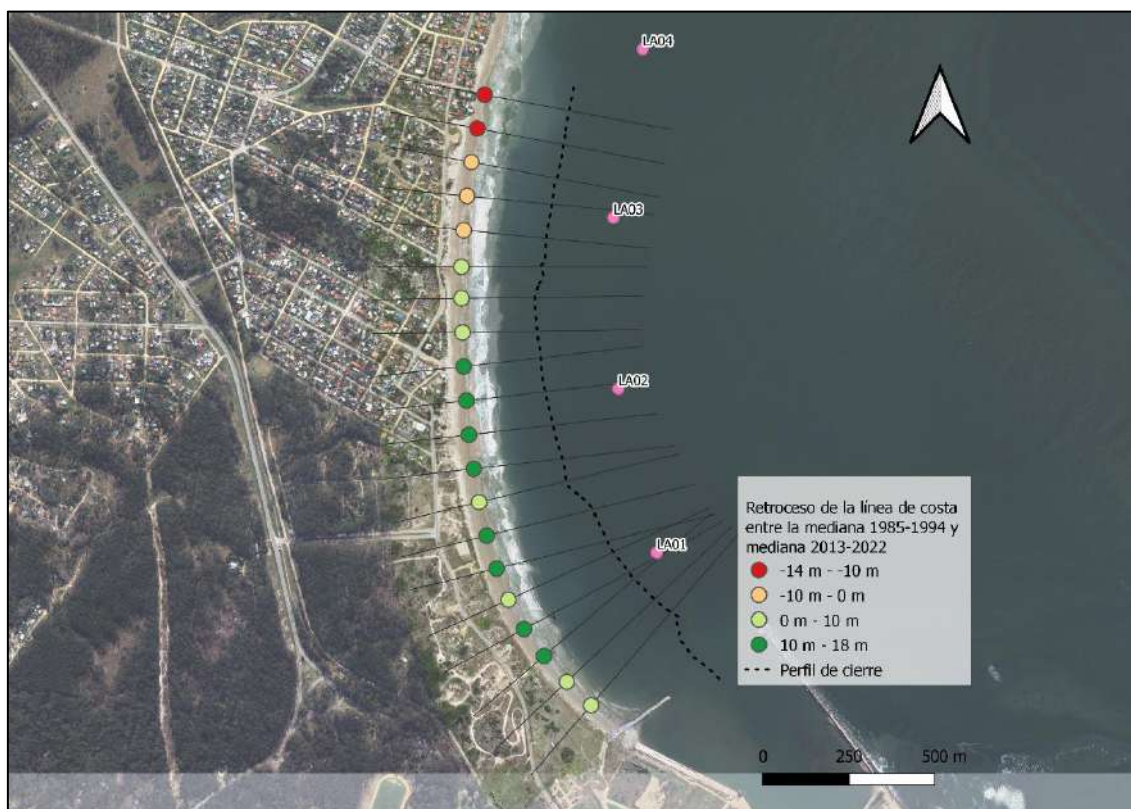 LA04
LA03
LA02
LA01
Retroceso de la línea de costa
entre la mediana 1985-1994 y
mediana 2013-2022
-14 m - -10 m
-10 m - 0 m
0 m - 10 m
10 m - 18 m
Perfil de cierre
0 250 500 m